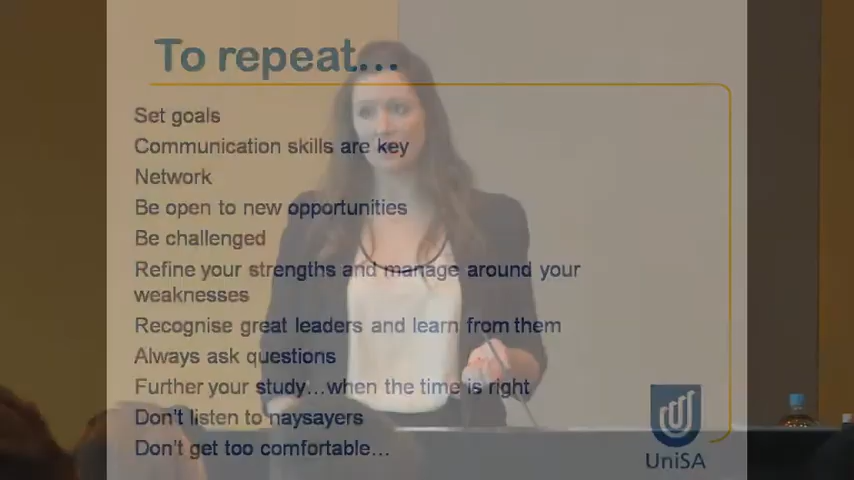 To repeat...
Set goals
Communication skills are key
Network
Be open to new opportunities
Be challenged
Refine your strengths and manage around your
weaknesses
Recognise great leaders and learn from them
Always ask questions
Further your study...when the time is right
Don't listen to naysayers
Don't get too comfortable...
UniSA